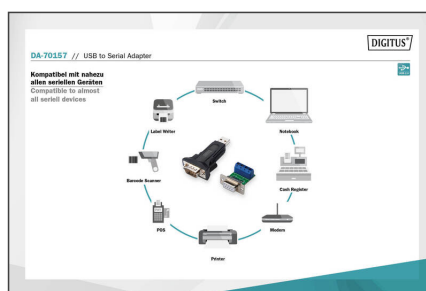 DIGITUS®
DA-70157 // USB to Serial Adapter
Kompatibel mit nahezu
allen seriellen Geräten
Compatible to almost
all seriell devices
Switch
Label Writer
Notebook
Barcode Scanner
Cash Register
POS
Modem
Printer